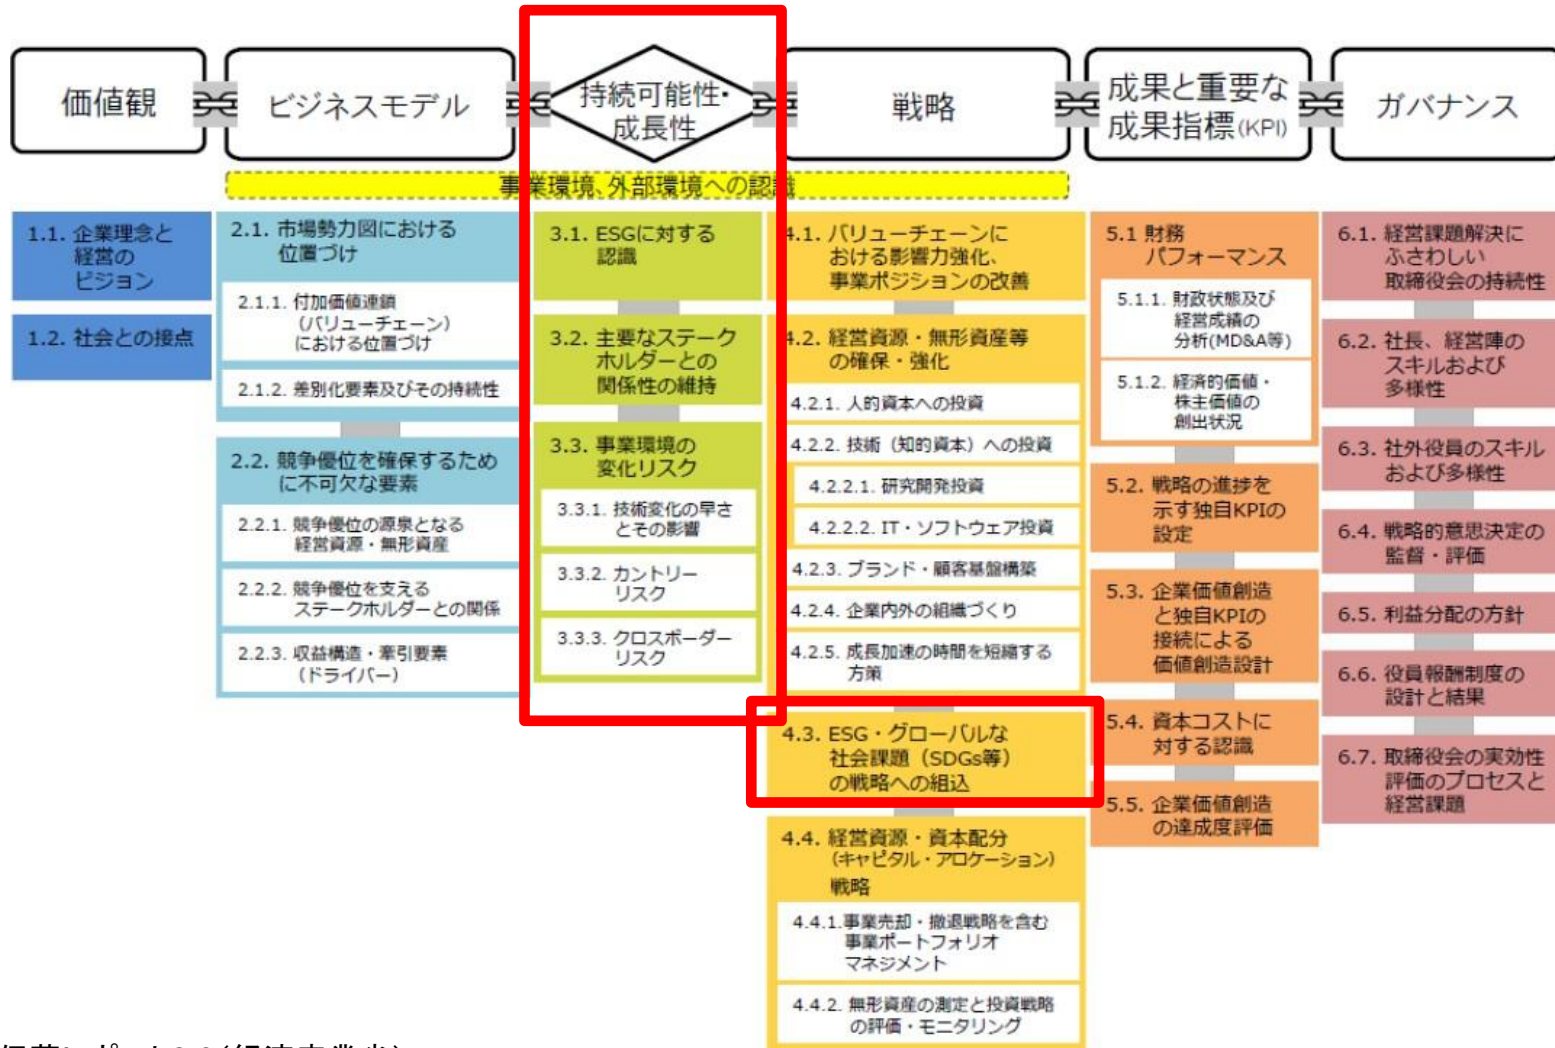 価値観
ビジネスモデル
持続可能性・
成長性
戦略
成果と重要な
成果指標(KPI)
ガバナンス
事業環境、外部環境への認識
1.1. 企業理念と
経営の
ビジョン
1.2. 社会との接点
2.1. 市場勢力図における
位置づけ
2.1.1. 付加価値連鎖
(バリューチェーン)
における位置づけ
2.1.2. 差別化要素及びその持続性
2.2. 競争優位を確保するため
に不可欠な要素
2.2.1. 競争優位の源泉となる
経営資源・無形資産
2.2.2. 競争優位を支える
ステークホルダーとの関係
2.2.3. 収益構造・牽引要素
(ドライバー)
3.1. ESGに対する
認識
3.2. 主要なステーク
ホルダーとの
関係性の維持
3.3. 事業環境の
変化リスク
3.3.1. 技術変化の早さ
とその影響
3.3.2. カントリー
リスク
3.3.3. クロスボーダー
リスク
4.1. バリューチェーンに
おける影響力強化、
事業ポジションの改善
4.2. 経営資源・無形資産等
の確保・強化
4.2.1. 人的資本への投資
4.2.2. 技術（知的資本）への投資
4.2.2.1. 研究開発投資
4.2.2.2. IT・ソフトウェア投資
4.2.3. ブランド・顧客基盤構築
4.2.4. 企業内外の組織づくり
4.2.5. 成長加速の時間を短縮する
方策
4.3. ESG・グローバルな
社会課題（SDGs等）
の戦略への組込
4.4. 経営資源・資本配分
(キャピタル・アロケーション)
戦略
4.4.1.事業売却・撤退戦略を含む
事業ポートフォリオ
マネジメント
4.4.2. 無形資産の測定と投資戦略
の評価・モニタリング
5.1 財務
パフォーマンス
5.1.1. 財政状態及び
経営成績の
分析(MD&A等)
5.1.2. 経済的価値・
株主価値の
創出状況
5.2. 戦略の進捗を
示す独自KPIの
設定
5.3. 企業価値創造
と独自KPIの
接続による
価値創造設計
5.4. 資本コストに
対する認識
5.5. 企業価値創造
の達成度評価
6.1. 経営課題解決に
ふさわしい
取締役会の持続性
6.2. 社長、経営陣の
スキルおよび
多様性
6.3. 社外役員のスキル
および多様性
6.4. 戦略的意思決定の
監督・評価
6.5. 利益分配の方針
6.6. 役員報酬制度の
設計と結果
6.7. 取締役会の実効性
評価のプロセスと
経営課題